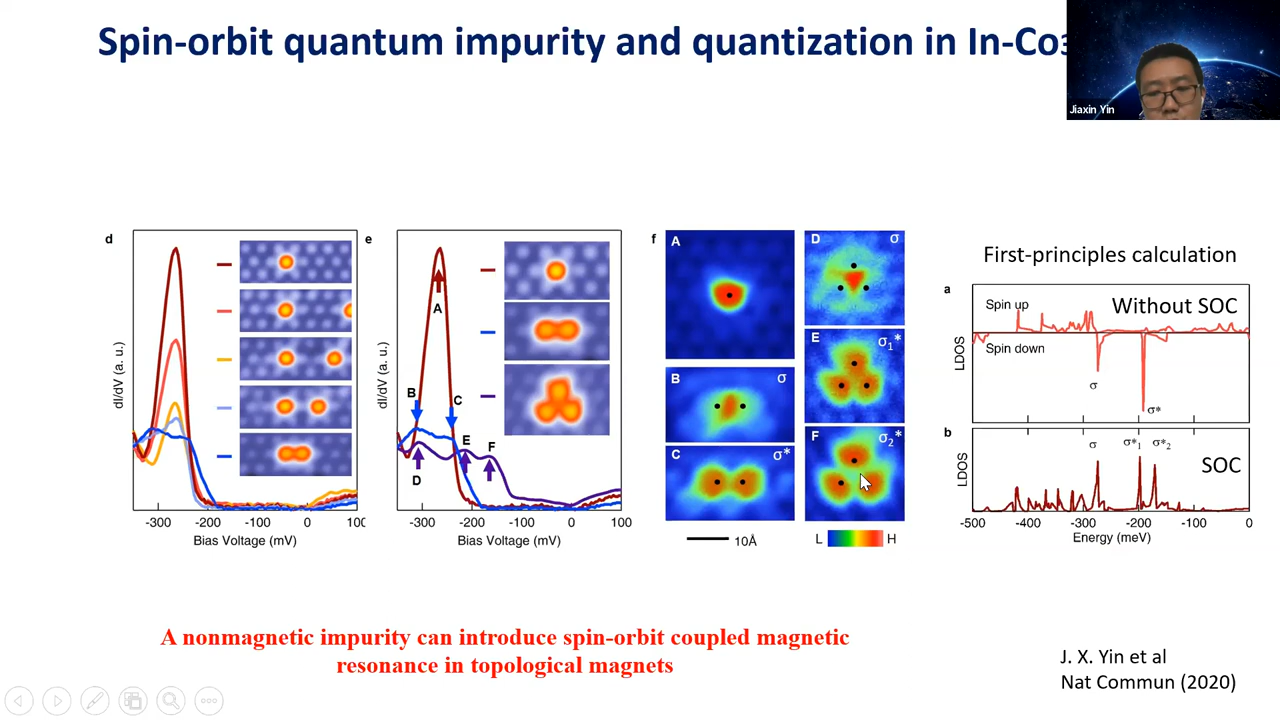 Spin-orbit quantum impurity and quantization in In-Co3
Jiaxin Yin
d
dI/dV (a. u.)
-300
-200
-100
0
100
Bias Voltage (mV)
e
dI/dV (a. u.)
A
B
C
D
E
F
-300
-200
-100
0
100
Bias Voltage (mV)
f
A
B
σ
C
σ*
D
σ
E
σ1*
F
σ2*
10Å
L
H
First-principles calculation
a
Spin up
Without SOC
Spin down
LDOS
σ
σ*
b
σ
σ*1
σ*2
SOC
LDOS
-500
-400
-300
-200
-100
0
Energy (meV)
A nonmagnetic impurity can introduce spin-orbit coupled magnetic
resonance in topological magnets
J. X. Yin et al
Nat Commun (2020)